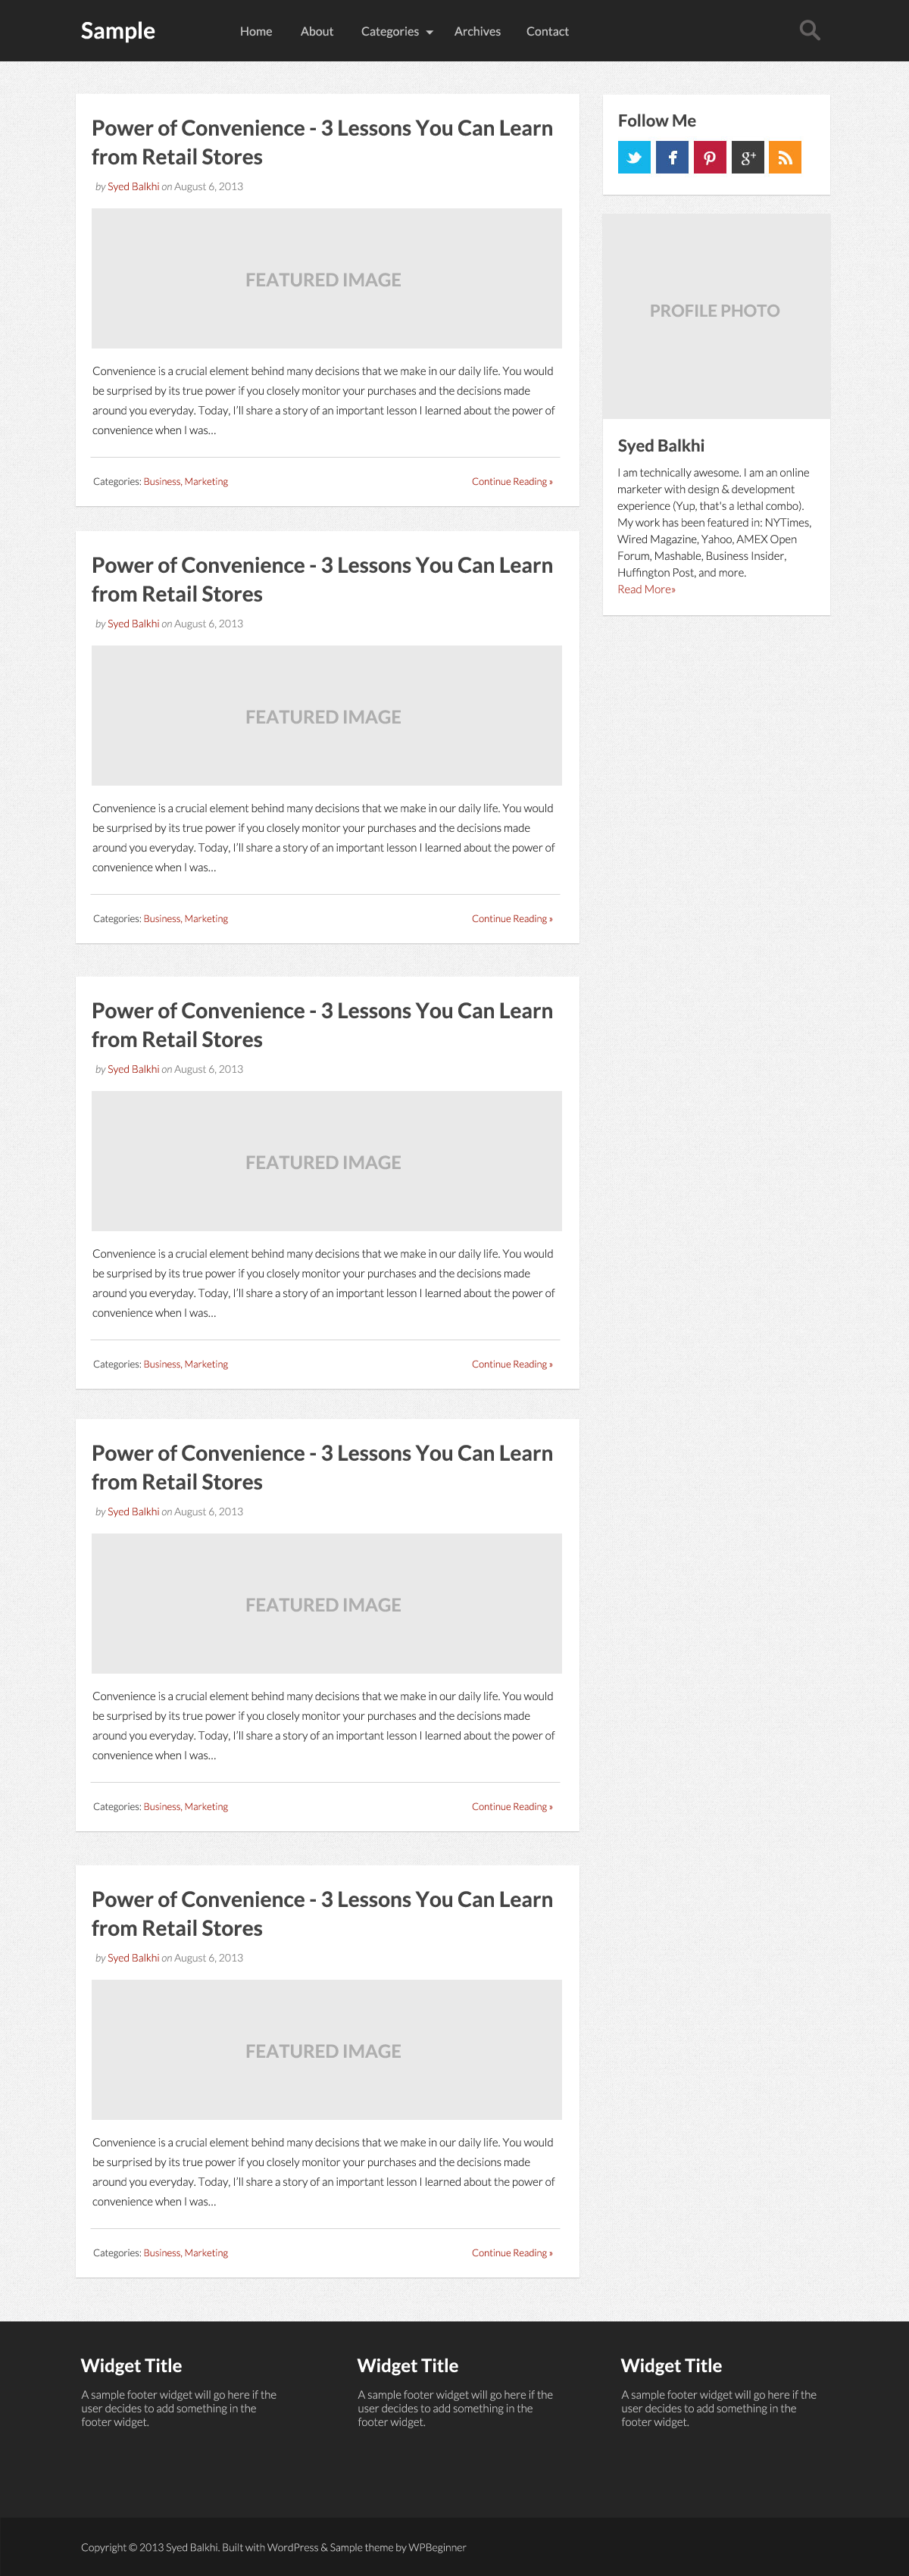 Sample
Home About Categories Archives Contact
Power of Convenience - 3 Lessons You Can Learn
from Retail Stores
by Syed Balkhi on August 6, 2013
FEATURED IMAGE
Convenience is a crucial element behind many decisions that we make in our daily life. You would
be surprised by its true power if you closely monitor your purchases and the decisions made
around you everyday. Today, I'll share a story of an important lesson I learned about the power of
convenience when I was...
Categories: Business, Marketing
Continue Reading »
Power of Convenience - 3 Lessons You Can Learn
from Retail Stores
by Syed Balkhi on August 6, 2013
FEATURED IMAGE
Convenience is a crucial element behind many decisions that we make in our daily life. You would
be surprised by its true power if you closely monitor your purchases and the decisions made
around you everyday. Today, I'll share a story of an important lesson I learned about the power of
convenience when I was...
Categories: Business, Marketing
Continue Reading »
Power of Convenience - 3 Lessons You Can Learn
from Retail Stores
by Syed Balkhi on August 6, 2013
FEATURED IMAGE
Convenience is a crucial element behind many decisions that we make in our daily life. You would
be surprised by its true power if you closely monitor your purchases and the decisions made
around you everyday. Today, I'll share a story of an important lesson I learned about the power of
convenience when I was...
Categories: Business, Marketing
Continue Reading »
Power of Convenience - 3 Lessons You Can Learn
from Retail Stores
by Syed Balkhi on August 6, 2013
FEATURED IMAGE
Convenience is a crucial element behind many decisions that we make in our daily life. You would
be surprised by its true power if you closely monitor your purchases and the decisions made
around you everyday. Today, I'll share a story of an important lesson I learned about the power of
convenience when I was...
Categories: Business, Marketing
Continue Reading »
Power of Convenience - 3 Lessons You Can Learn
from Retail Stores
by Syed Balkhi on August 6, 2013
FEATURED IMAGE
Convenience is a crucial element behind many decisions that we make in our daily life. You would
be surprised by its true power if you closely monitor your purchases and the decisions made
around you everyday. Today, I'll share a story of an important lesson I learned about the power of
convenience when I was...
Categories: Business, Marketing
Continue Reading »
Follow Me
f
g+
PROFILE PHOTO
Syed Balkhi
I am technically awesome. I am an online
marketer with design & development
experience (Yup, that's a lethal combo).
My work has been featured in: NYTimes,
Wired Magazine, Yahoo, AMEX Open
Forum, Mashable, Business Insider,
Huffington Post, and more.
Read More»
Widget Title
A sample footer widget will go here if the
user decides to add something in the
footer widget.
Widget Title
A sample footer widget will go here if the
user decides to add something in the
footer widget.
Widget Title
A sample footer widget will go here if the
user decides to add something in the
footer widget.
Copyright © 2013 Syed Balkhi. Built with WordPress & Sample theme by WPBeginner